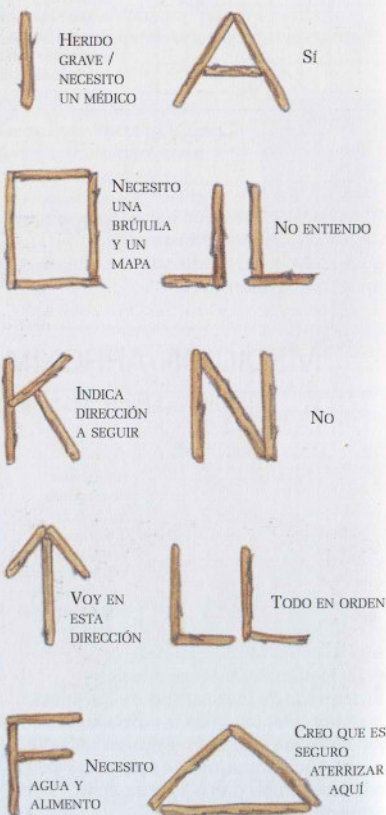 HERIDO
GRAVE /
NECESITO
UN MÉDICO
SÍ
NECESITO
UNA
BRÚJULA
Y UN
MAPA
NO ENTIENDO
INDICA
DIRECCIÓN
A SEGUIR
NO
VOY EN
ESTA
DIRECCIÓN
TODO EN ORDEN
NECESITO
AGUA Y
ALIMENTO
CREO QUE ES
SEGURO
ATERRIZAR
AQUÍ